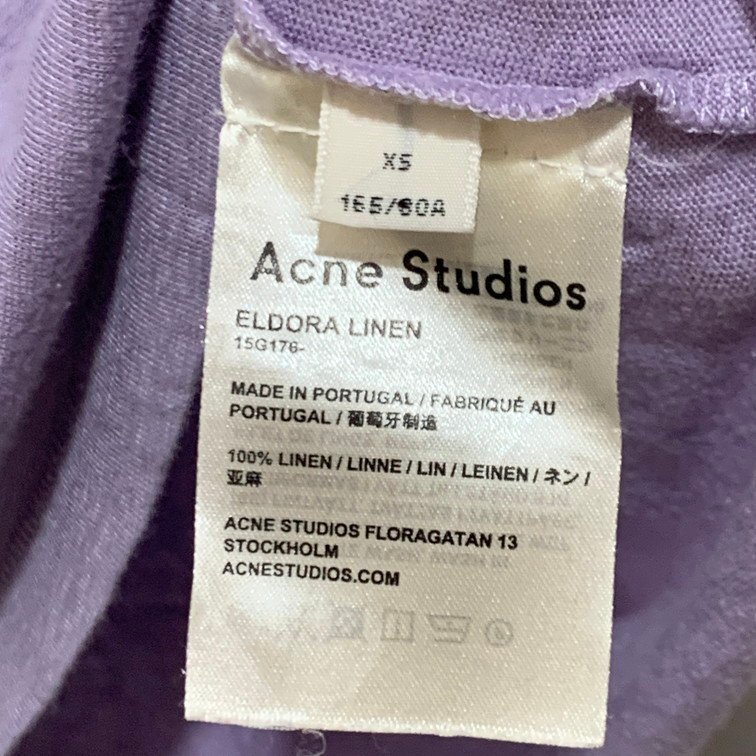 XS
165/80A
Acne Studios
ELDORA LINEN
15G176-
MADE IN PORTUGAL / FABRIQUÉ AU
PORTUGAL / 葡萄牙制造
100% LINEN / LINNE / LIN / LEINEN / ネン /
亚麻
ACNE STUDIOS FLORAGATAN 13
STOCKHOLM
ACNESTUDIOS.COM